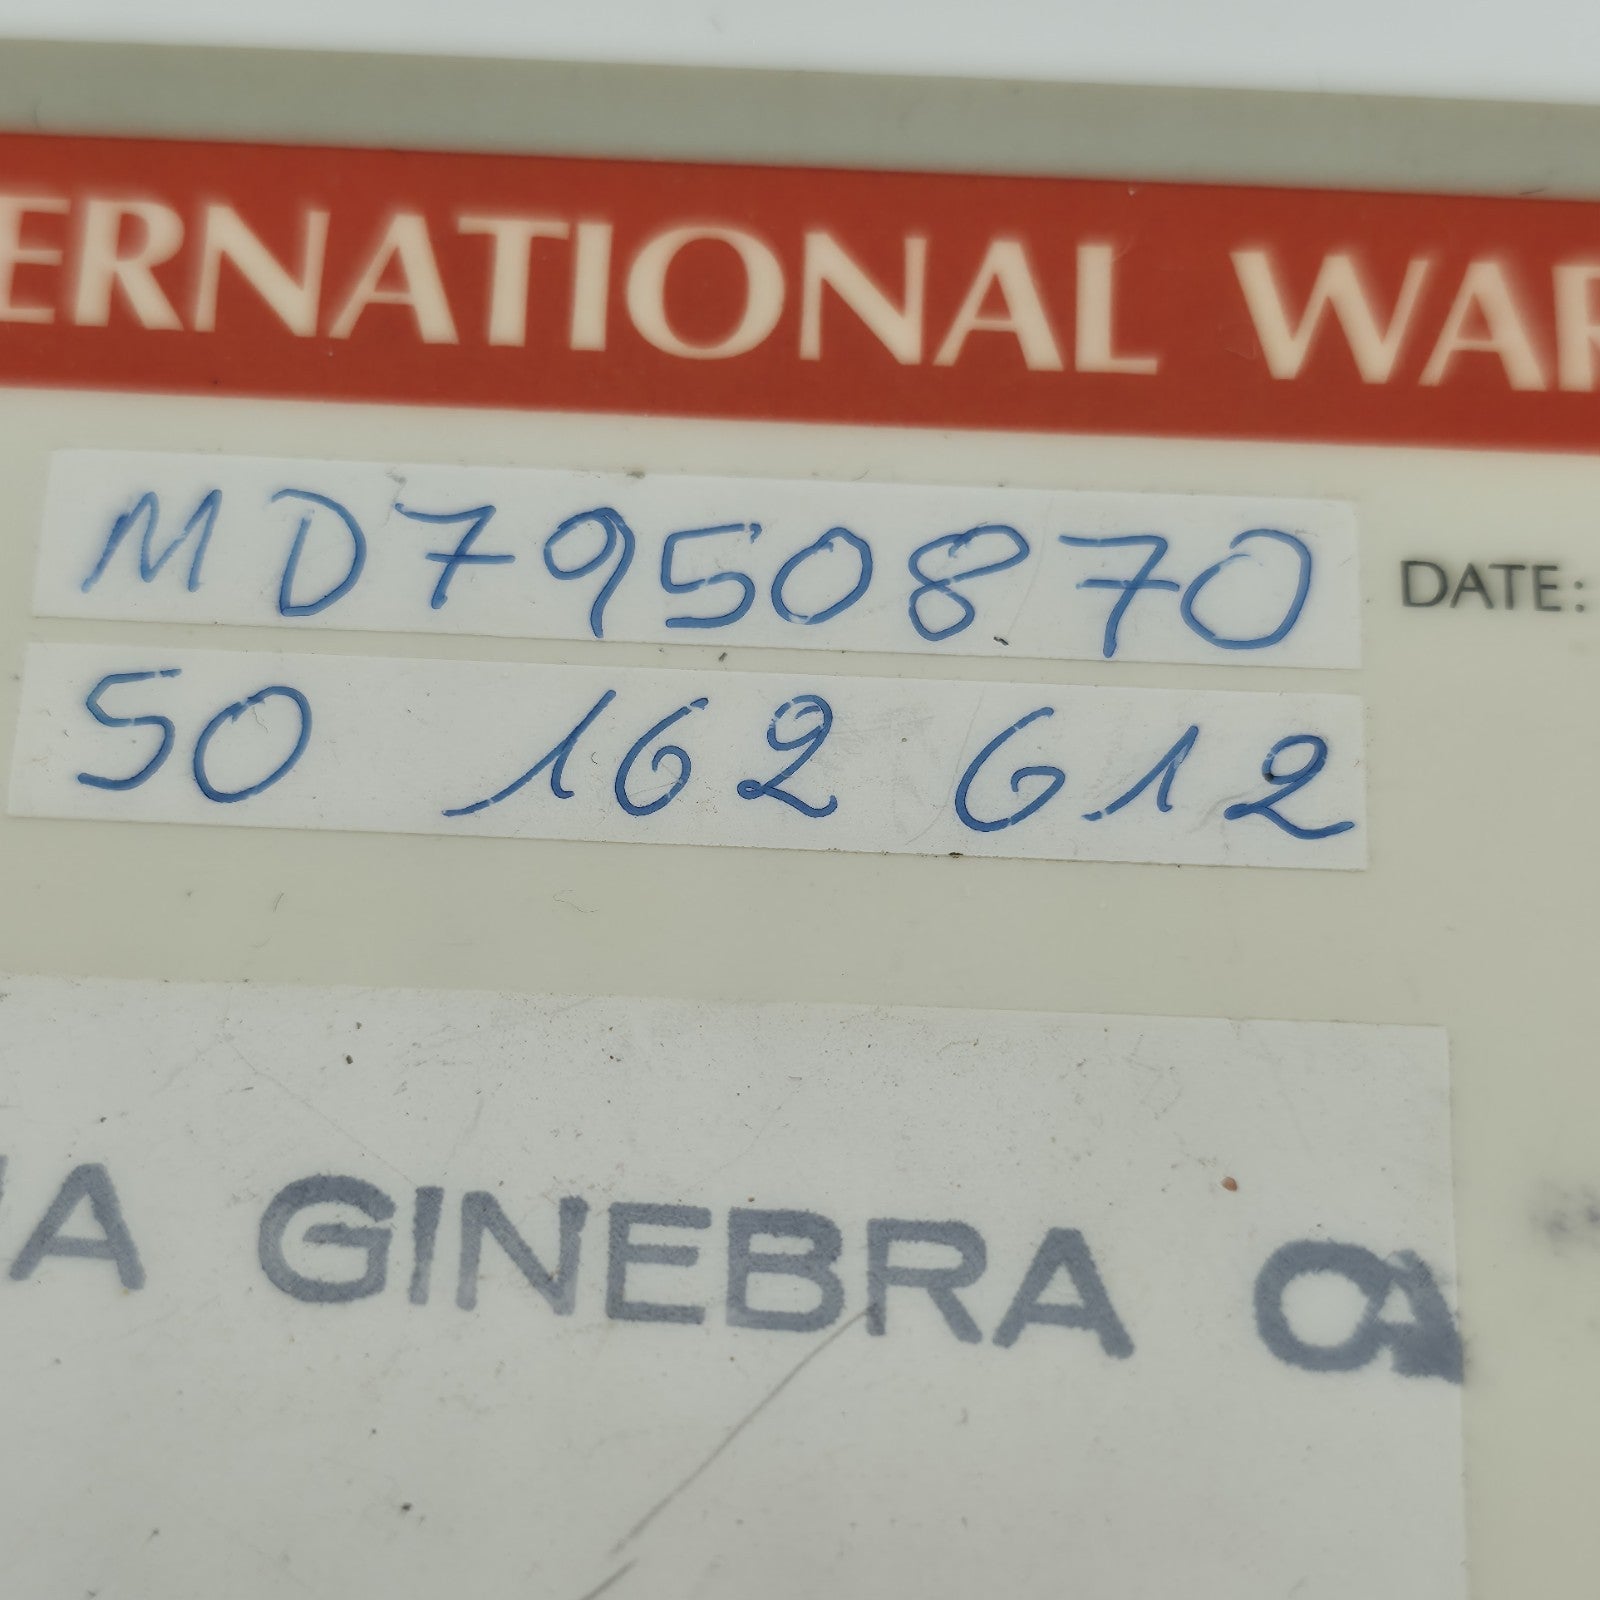 ERNATIONAL WAR
MD7950870
DATE:
50 162 612
GINEBRA